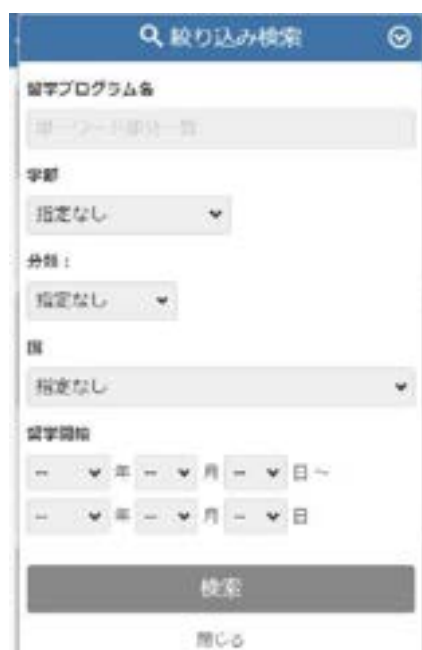 絞り込み検索
留学プログラム名
単一ワード部分一致
学部
指定なし
分類：
指定なし
国
指定なし
留学開始
-- 年 -- 月 -- 日～
-- 年 -- 月 -- 日
検索
閉じる